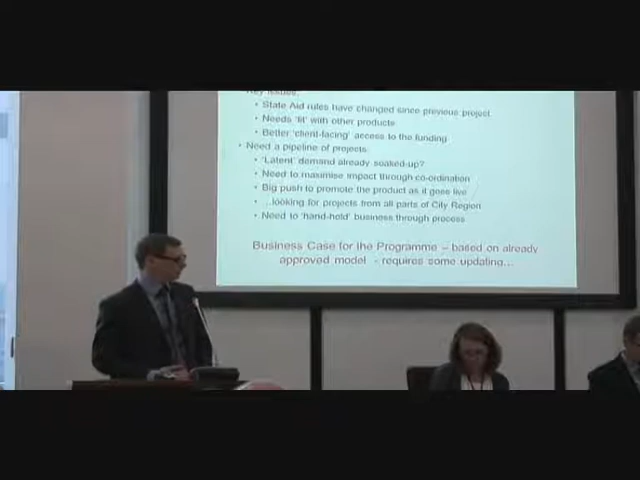 Key issues:
• State Aid rules have changed since previous project
• Needs 'fit' with other products
• Better 'client-facing' access to the funding
• Need a pipeline of projects
• 'Latent' demand already soaked-up?
• Need to maximise impact through co-ordination
• Big push to promote the product as it goes live
• ...looking for projects from all parts of City Region
• Need to 'hand-hold' business through process
Business Case for the Programme – based on already
approved model - requires some updating...